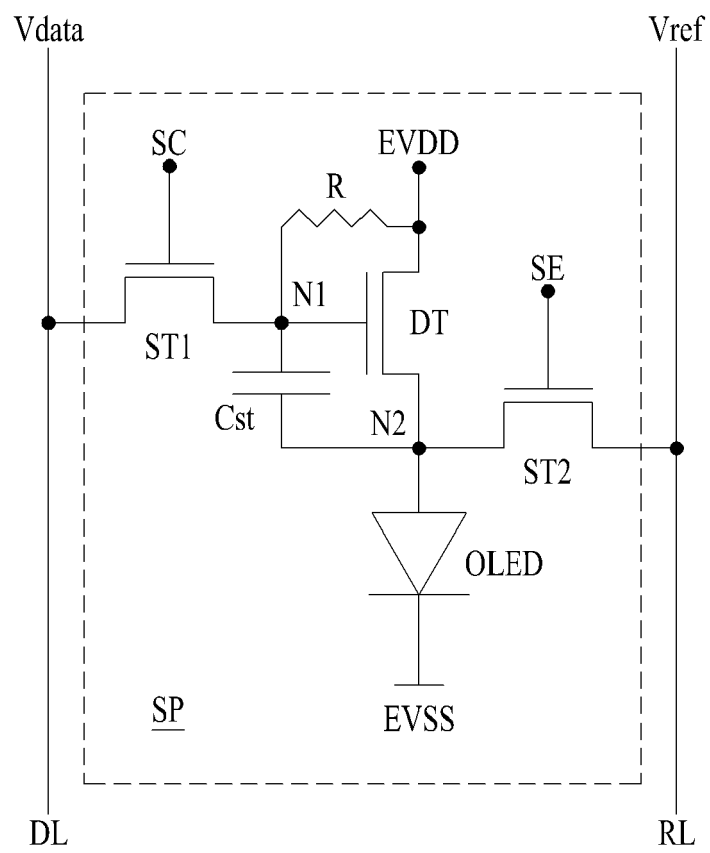 Vdata
Vref
SC
EVDD
R
SE
N1
DT
ST1
Cst
N2
ST2
OLED
SP
EVSS
DL
RL